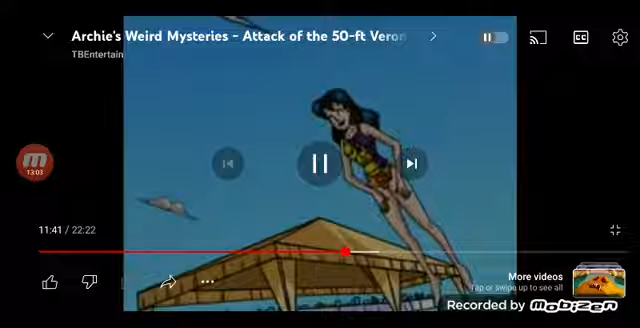 Archie's Weird Mysteries - Attack of the 50-ft Veron
TBEntertain
CC
13:03
11:41 / 22:22
More videos
Tap or swipe up to see all
Recorded by Mobizen